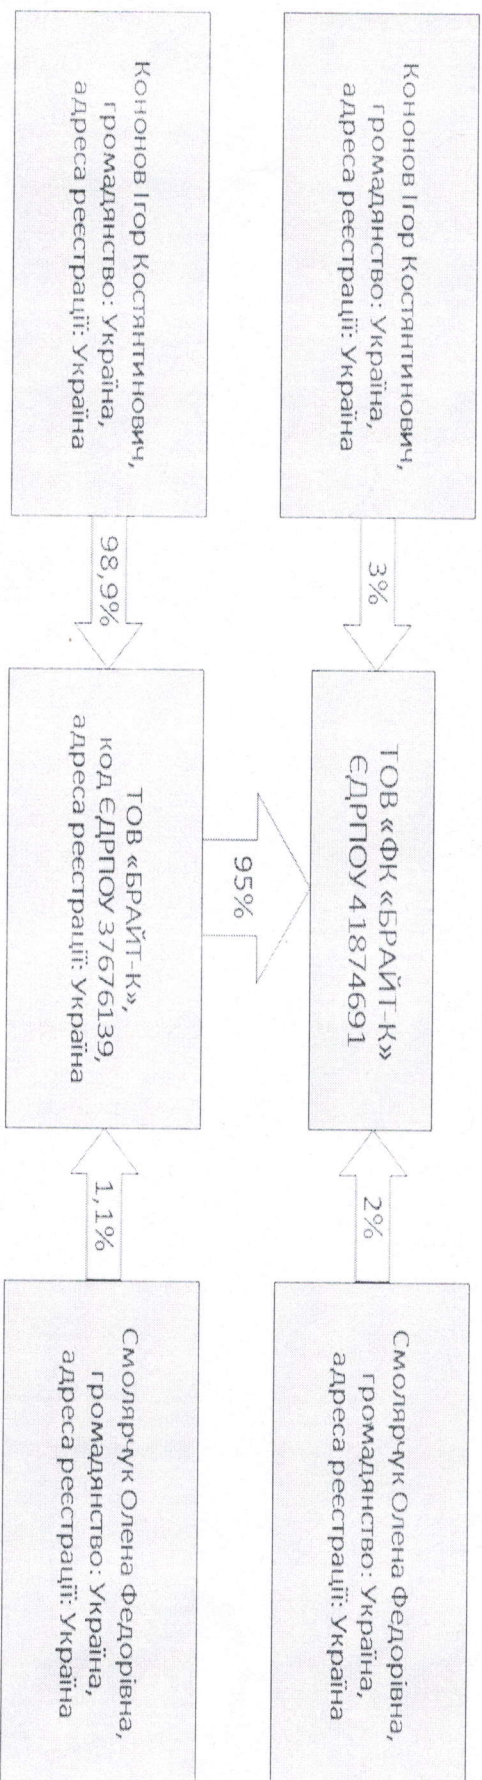 Кононов Ігор Костянтинович,
громадянство: Україна,
адреса реєстрації: Україна
3%
ТОВ «ФК «БРАЙТ-К»
ЄДРПОУ 41874691
2%
Смолярчук Олена Федорівна,
громадянство: Україна,
адреса реєстрації: Україна
95%
Кононов Ігор Костянтинович,
громадянство: Україна,
адреса реєстрації: Україна
98,9%
ТОВ «БРАЙТ-К»,
код ЄДРПОУ 37676139,
адреса реєстрації: Україна
1,1%
Смолярчук Олена Федорівна,
громадянство: Україна,
адреса реєстрації: Україна